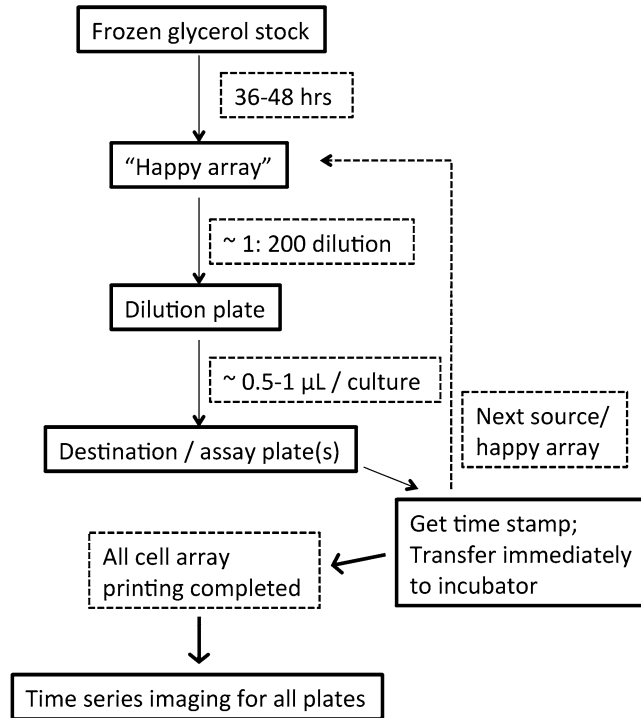 Frozen glycerol stock
36-48 hrs
“Happy array”
~ 1: 200 dilution
Dilution plate
~ 0.5-1 µL / culture
Destination / assay plate(s)
Next source/
happy array
Get time stamp;
Transfer immediately
to incubator
All cell array
printing completed
Time series imaging for all plates